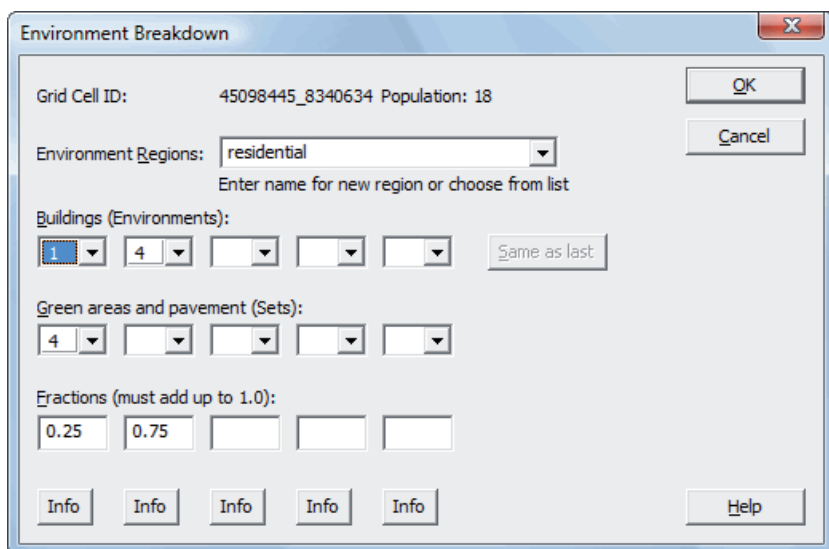 Environment Breakdown
Grid Cell ID: 45098445_8340634 Population: 18
OK
Cancel
Environment Regions: residential
Enter name for new region or choose from list
Buildings (Environments):
1 4
Same as last
Green areas and pavement (Sets):
4
Fractions (must add up to 1.0):
0.25 0.75
Info Info Info Info Info
Help